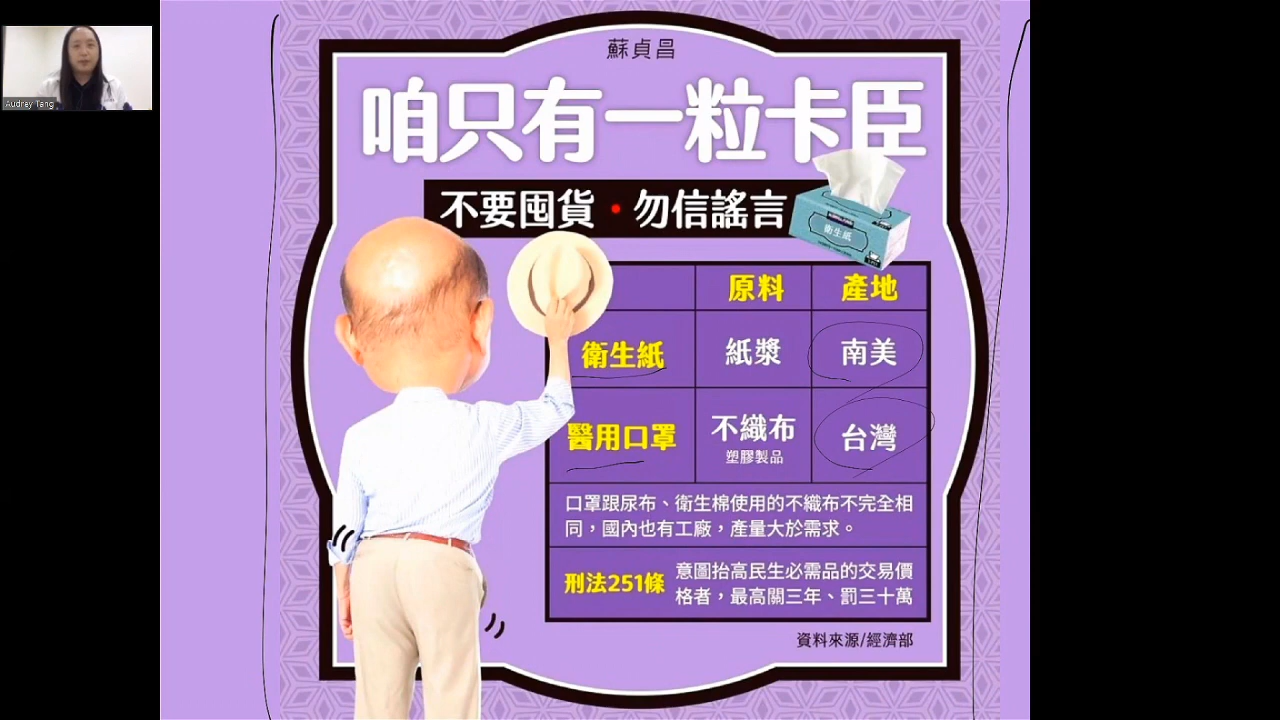 Audrey Tang
蘇貞昌
咱只有一粒卡臣
不要囤貨·勿信謠言
衛生紙
原料 產地
衛生紙 紙漿 南美
醫用口罩 不織布 台灣
塑膠製品
口罩跟尿布、衛生棉使用的不織布不完全相
同，國內也有工廠，產量大於需求。
刑法251條 意圖抬高民生必需品的交易價
格者，最高關三年、罰三十萬
資料來源/經濟部